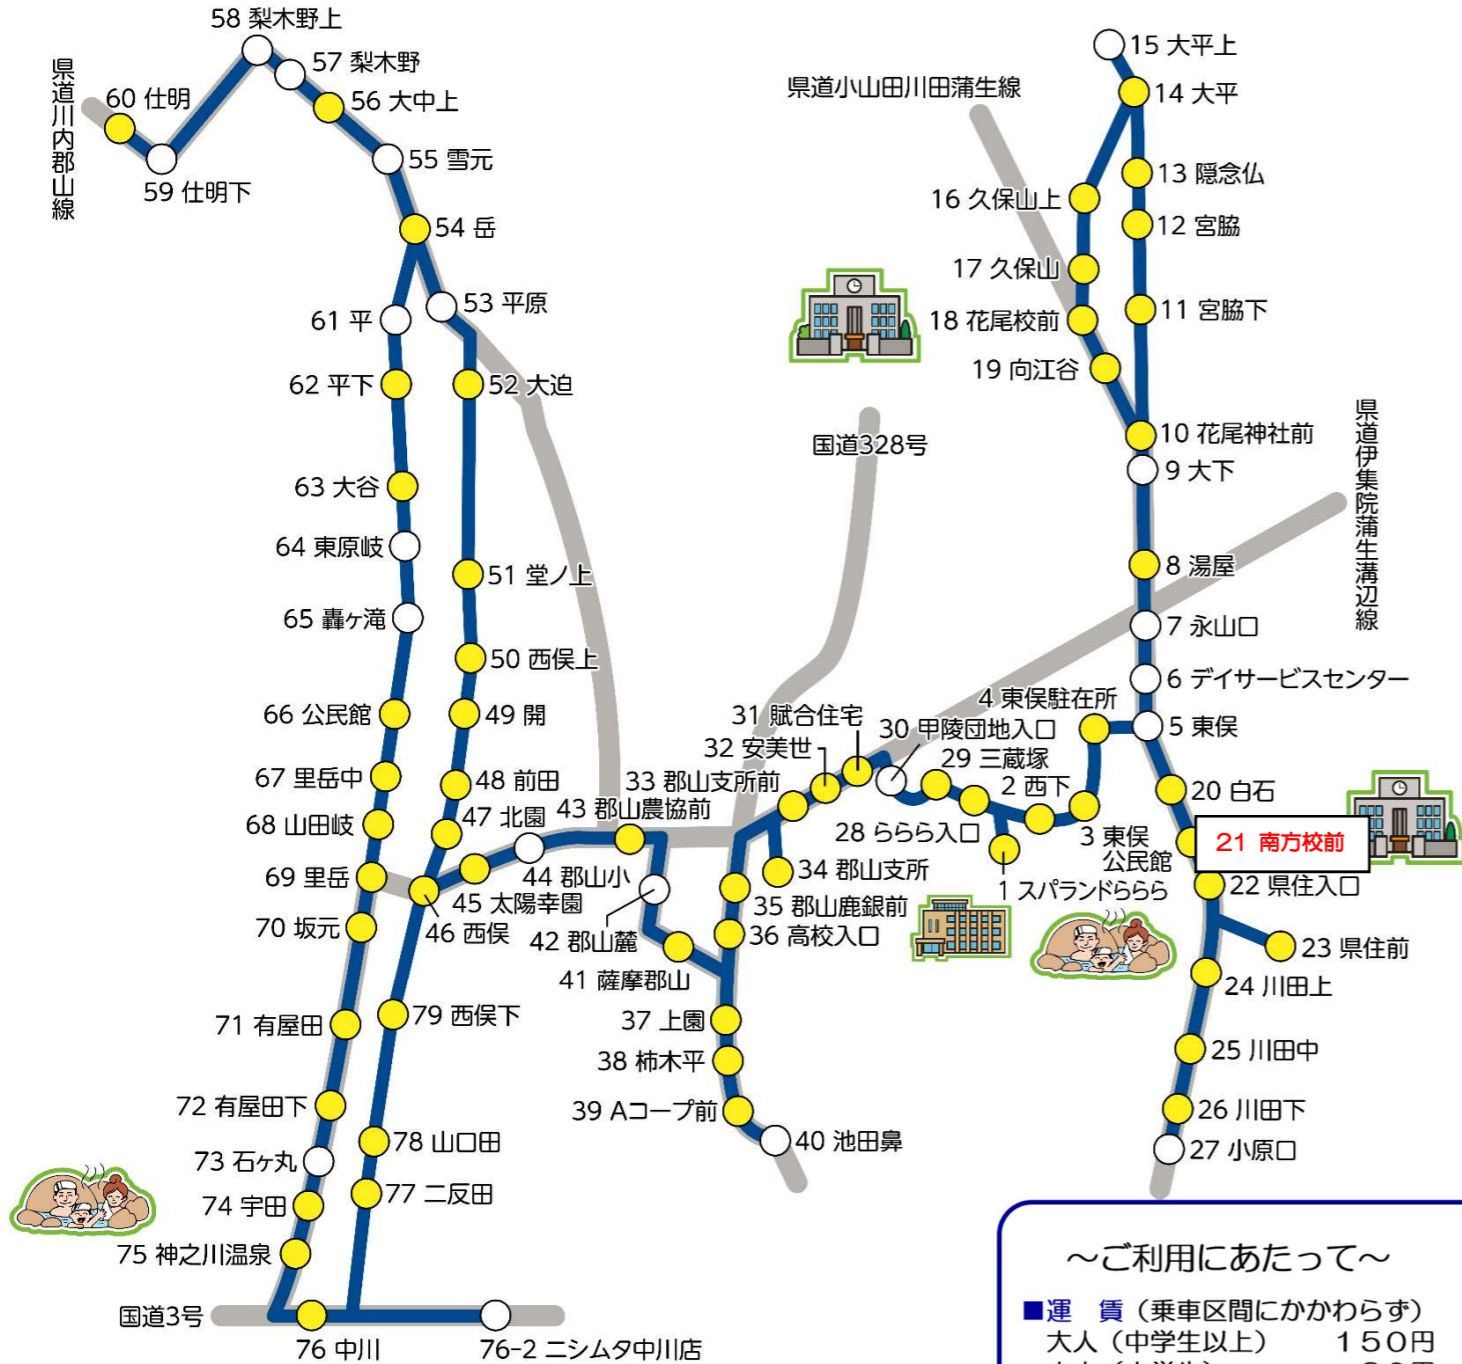 58 梨木野上
57 梨木野
56 大中上
60 仕明
県道川内郡山線
59 仕明下
55 雪元
54 岳
53 平原
61 平
62 平下
52 大迫
63 大谷
64 東原岐
51 堂ノ上
65 轟ヶ滝
50 西俣上
66 公民館
49 開
67 里岳中
48 前田
68 山田岐
47 北園
69 里岳
46 西俣
45 太陽幸園
44 郡山小
43 郡山農協前
42 郡山麓
41 薩摩郡山
70 坂元
71 有屋田
79 西俣下
72 有屋田下
73 石ヶ丸
78 山口田
74 宇田
77 二反田
75 神之川温泉
国道3号
76 中川
76-2 ニシムタ中川店
15 大平上
県道小山田川田蒲生線
14 大平
13 隠念仏
16 久保山上
12 宮脇
17 久保山
11 宮脇下
18 花尾校前
19 向江谷
10 花尾神社前
9 大下
国道328号
県道伊集院蒲生溝辺線
8 湯屋
7 永山口
6 デイサービスセンター
4 東俣駐在所
5 東俣
31 賦合住宅
30 甲陵団地入口
32 安美世
29 三蔵塚
33 郡山支所前
2 西下
28 ららら入口
3 東俣
公民館
1 スパランドららら
34 郡山支所
35 郡山鹿銀前
36 高校入口
37 上園
38 柿木平
39 Aコープ前
40 池田鼻
20 白石
21 南方校前
22 県住入口
23 県住前
24 川田上
25 川田中
26 川田下
27 小原口
～ご利用にあたって～
■運　賃（乗車区間にかかわらず）
大人（中学生以上）　　１５０円